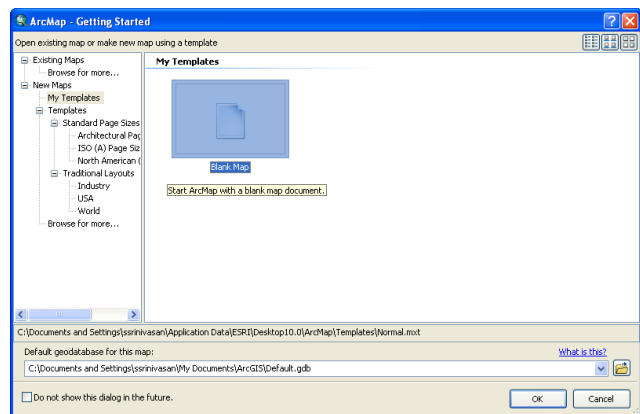 ArcMap - Getting Started
Open existing map or make new map using a template
Existing Maps
Browse for more...
New Maps
My Templates
Templates
Standard Page Sizes
Architectural Pag
ISO (A) Page Siz
North American (
Traditional Layouts
Industry
USA
World
Browse for more...
My Templates
Blank Map
Start ArcMap with a blank map document.
C:\Documents and Settings\ssrinivasan\Application Data\ESRI\Desktop10.0\ArcMap\Templates\Normal.mxt
Default geodatabase for this map:
What is this?
C:\Documents and Settings\ssrinivasan\My Documents\ArcGIS\Default.gdb
Do not show this dialog in the future.
OK
Cancel